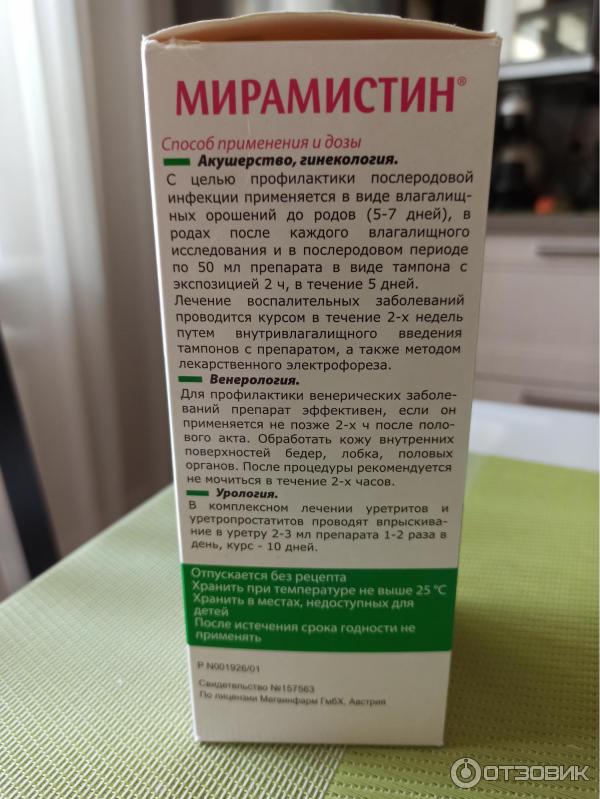 МИРАМИСТИН®
Способ применения и дозы
Акушерство, гинекология.
С целью профилактики послеродовой
инфекции применяется в виде влагалищ-
ных орошений до родов (5-7 дней), в
родах после каждого влагалищного
исследования и в послеродовом периоде
по 50 мл препарата в виде тампона с
экспозицией 2 ч, в течение 5 дней.
Лечение воспалительных заболеваний
проводится курсом в течение 2-х недель
путем внутривлагалищного введения
тампонов с препаратом, а также методом
лекарственного электрофореза.
Венерология.
Для профилактики венерических заболе-
ваний препарат эффективен, если он
применяется не позже 2-х ч после поло-
вого акта. Обработать кожу внутренних
поверхностей бедер, лобка, половых
органов. После процедуры рекомендуется
не мочиться в течение 2-х часов.
Урология.
В комплексном лечении уретритов и
уретропростатитов проводят впрыскива-
ние в уретру 2-3 мл препарата 1-2 раза в
день, курс - 10 дней.
Отпускается без рецепта
Хранить при температуре не выше 25 °С
Хранить в местах, недоступных для
детей
После истечения срока годности не
применять
Р N001926/01
Свидетельство №157563
По лицензии Мегаинфарм ГмбХ, Австрия
ОТЗОВИК